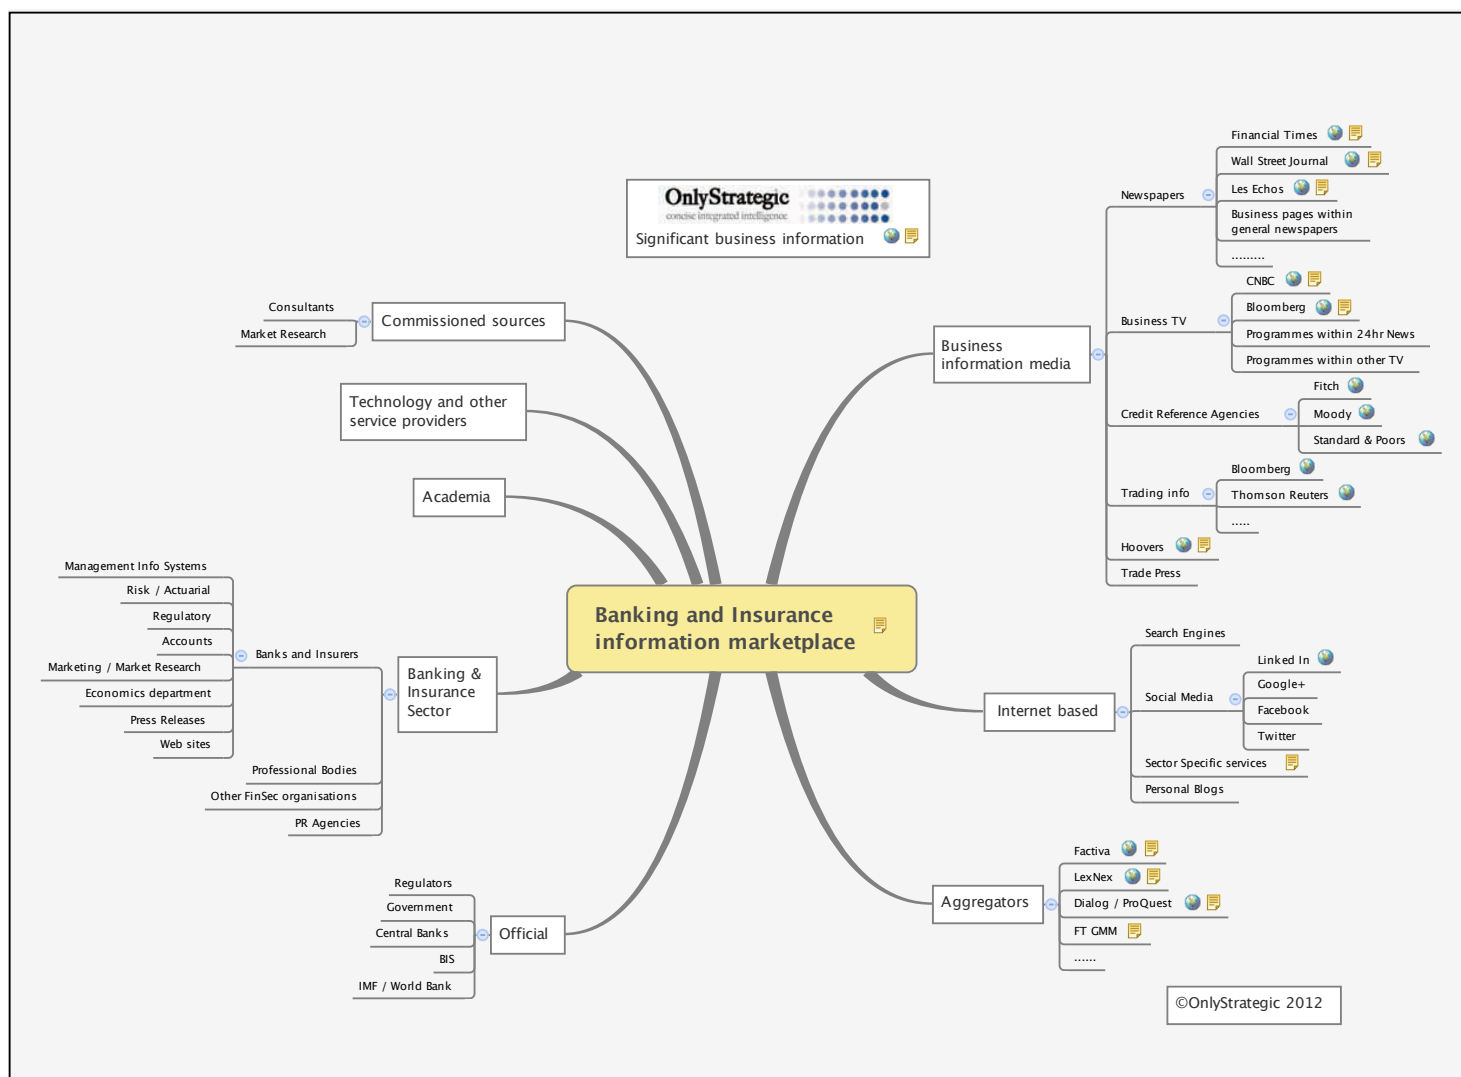 OnlyStrategic
concise integrated intelligence
Significant business information
Banking and Insurance
information marketplace
Business
information media
Newspapers
Financial Times
Wall Street Journal
Les Echos
Business pages within
general newspapers
.........
Business TV
CNBC
Bloomberg
Programmes within 24hr News
Programmes within other TV
Credit Reference Agencies
Fitch
Moody
Standard & Poors
Trading info
Bloomberg
Thomson Reuters
.....
Hoovers
Trade Press
Internet based
Search Engines
Social Media
Linked In
Google+
Facebook
Twitter
Sector Specific services
Personal Blogs
Aggregators
Factiva
LexNex
Dialog / ProQuest
FT GMM
......
Commissioned sources
Consultants
Market Research
Technology and other
service providers
Academia
Banking &
Insurance
Sector
Banks and Insurers
Management Info Systems
Risk / Actuarial
Regulatory
Accounts
Marketing / Market Research
Economics department
Press Releases
Web sites
Professional Bodies
Other FinSec organisations
PR Agencies
Official
Regulators
Government
Central Banks
BIS
IMF / World Bank
©OnlyStrategic 2012